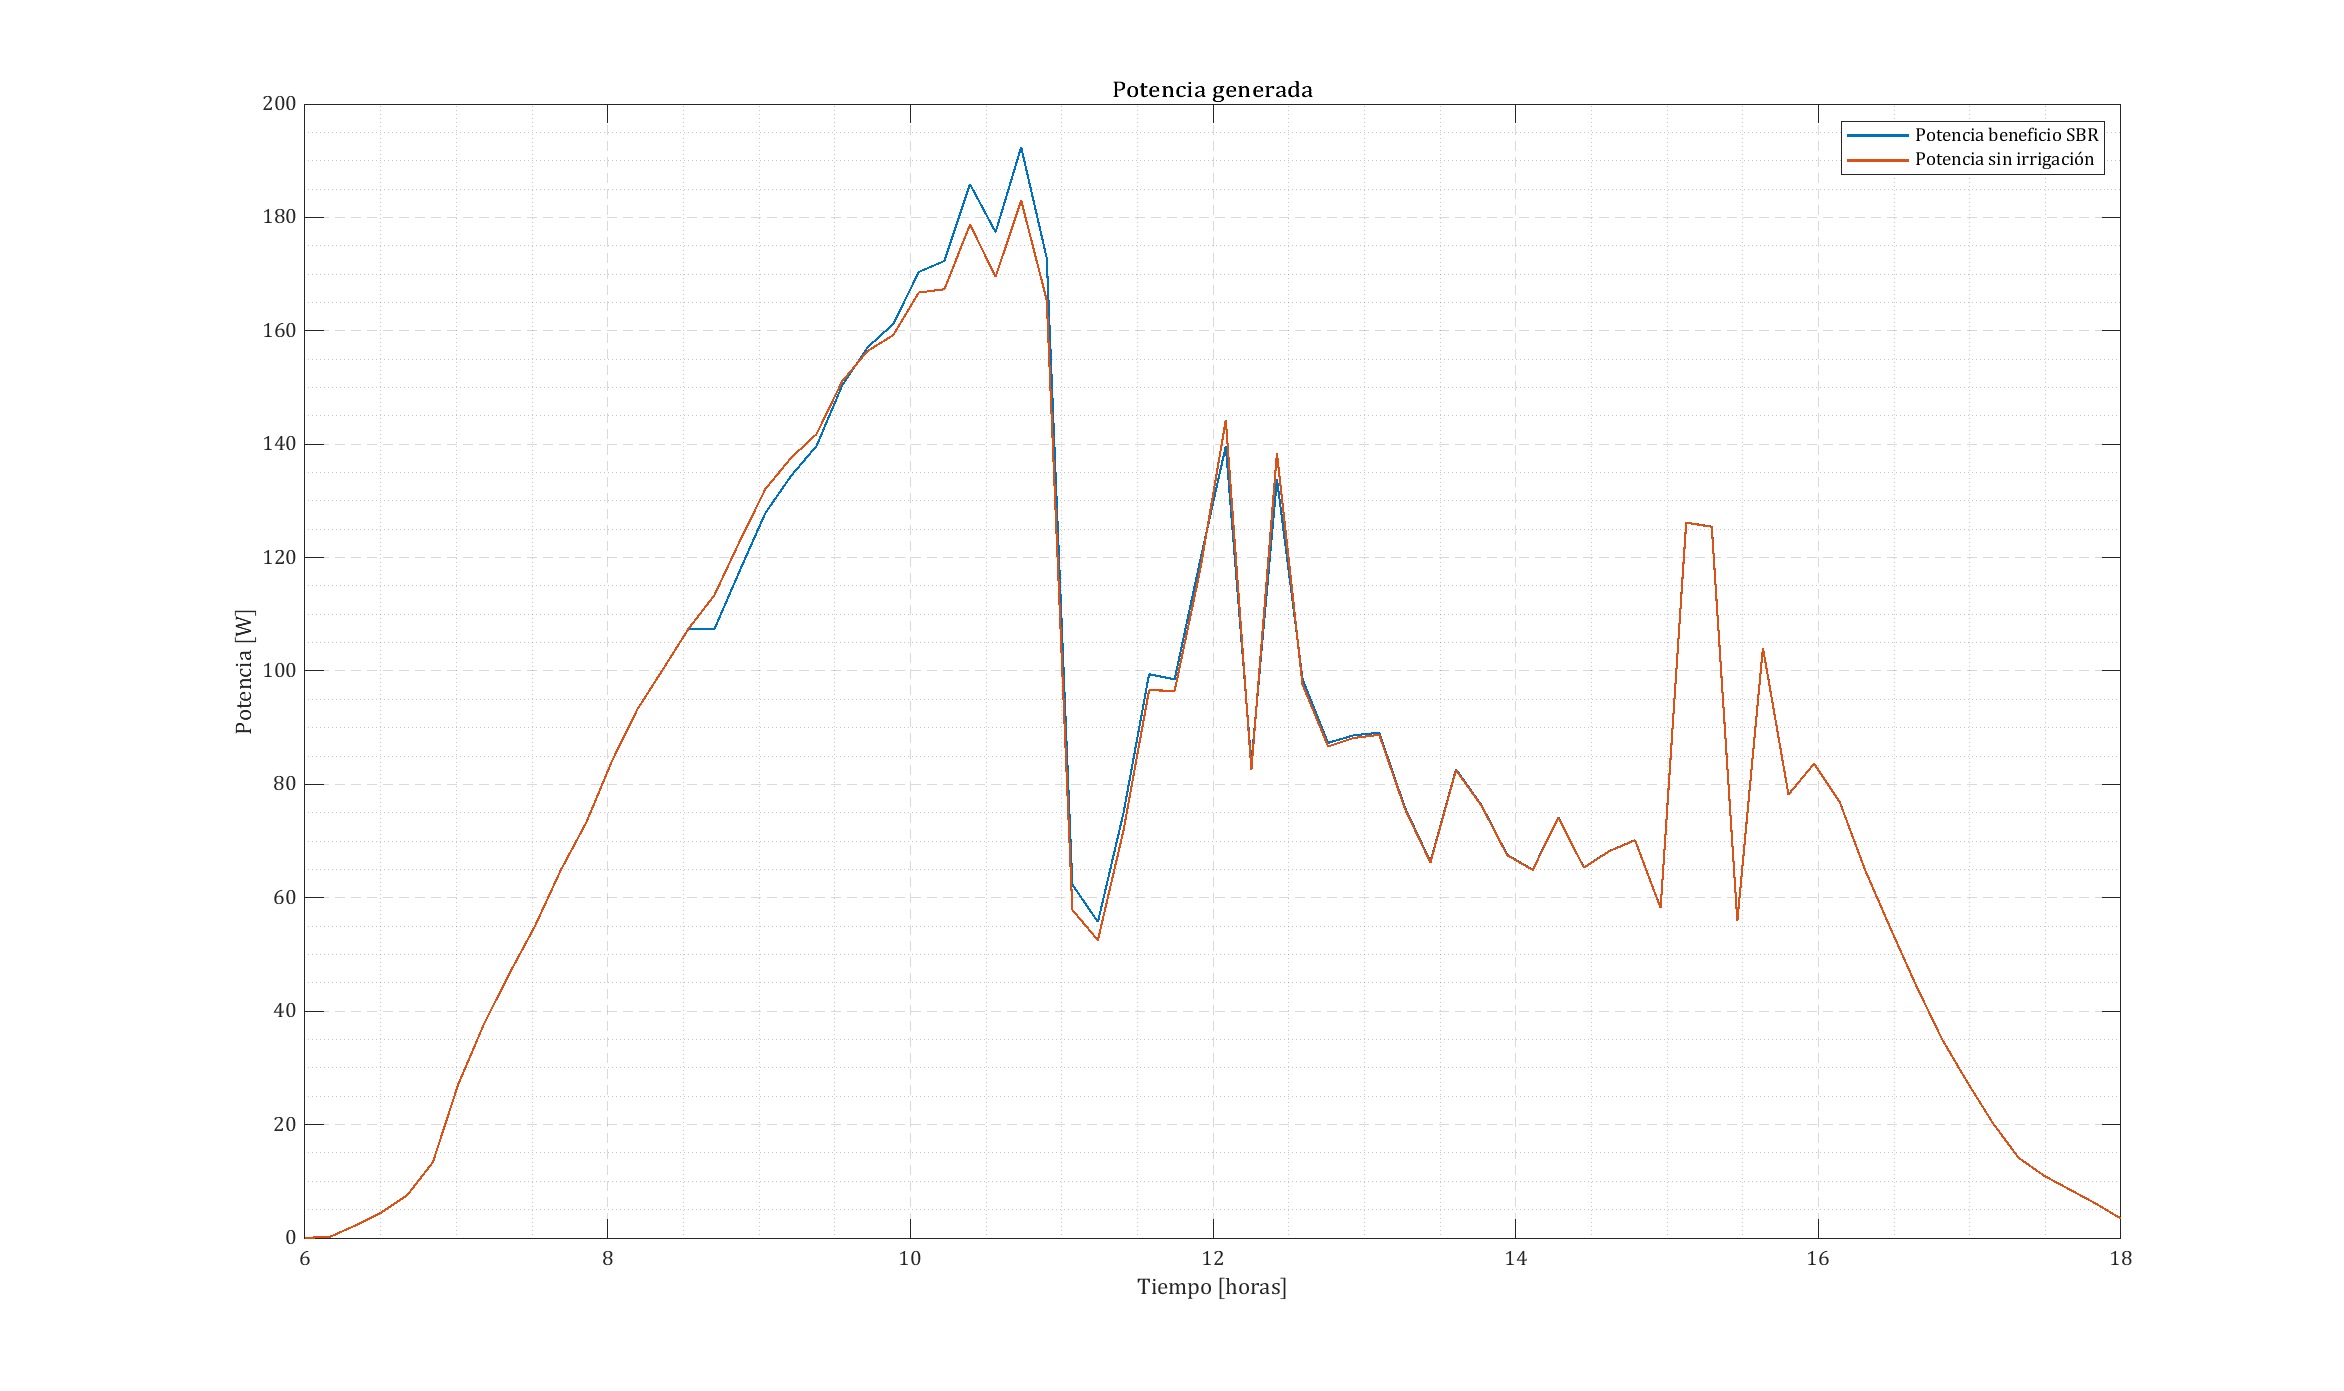 Potencia generada
200
180
160
140
120
100
80
60
40
20
0
Potencia [W]
Potencia beneficio SBR
Potencia sin irrigación
6 8 10 12 14 16 18
Tiempo [horas]